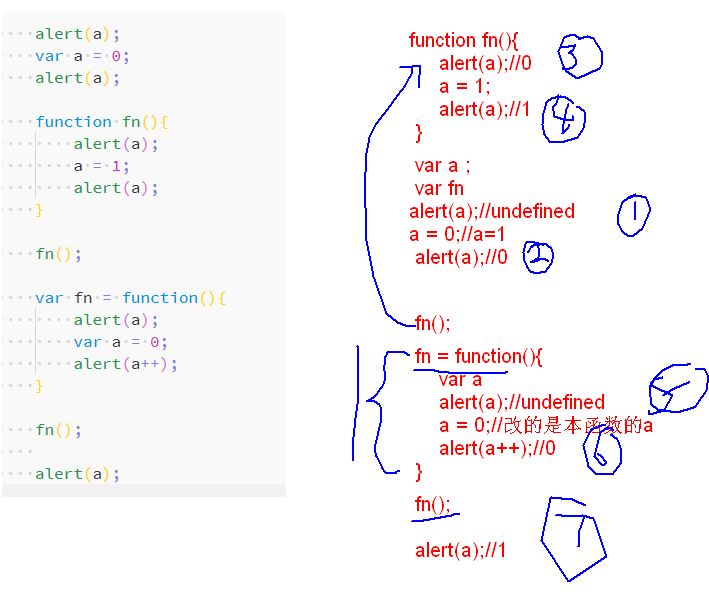 alert(a);
var a = 0;
alert(a);
function fn(){
alert(a);
a = 1;
alert(a);
}
fn();
var fn = function(){
alert(a);
var a = 0;
alert(a++);
}
fn();
alert(a);
function fn(){
alert(a);//0
3
a = 1;
alert(a);//1
4
}
var a ;
var fn
alert(a);//undefined
1
a = 0;//a=1
alert(a);//0
2
fn();
fn = function(){
var a
alert(a);//undefined
5
a = 0;//改的是本函数的a
alert(a++);//0
6
}
fn();
7
alert(a);//1